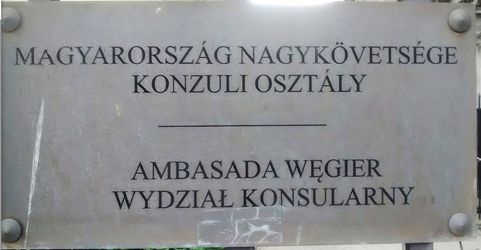 MAGYARORSZÁG NAGYKÖVETSÉGE
KONZULI OSZTÁLY
AMBASADA WĘGIER
WYDZIAŁ KONSULARNY